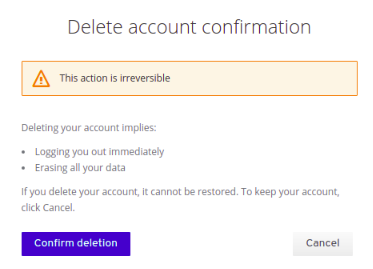 Delete account confirmation
This action is irreversible
Deleting your account implies:
• Logging you out immediately
• Erasing all your data
If you delete your account, it cannot be restored. To keep your account,
click Cancel.
Confirm deletion
Cancel